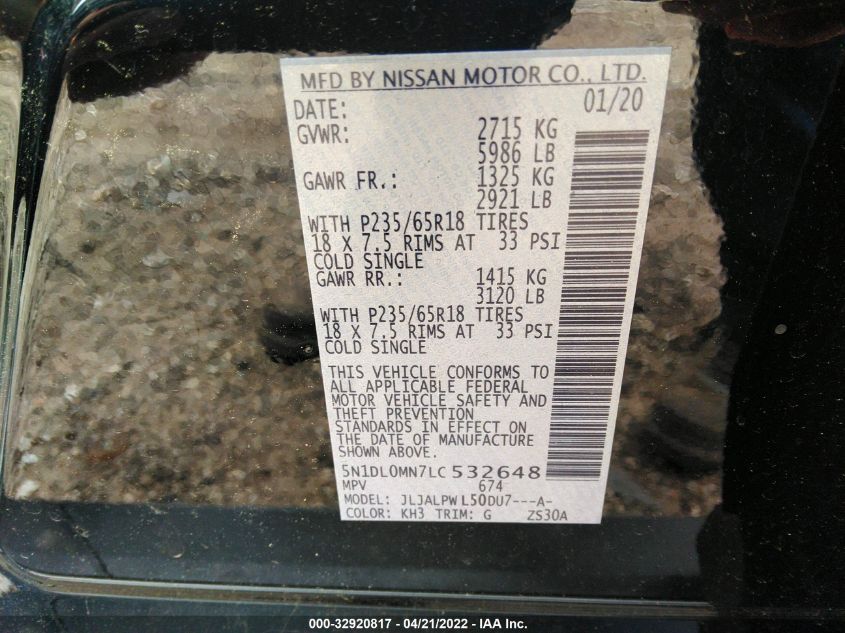 MFD BY NISSAN MOTOR CO., LTD.
DATE: 01/20
GVWR: 2715 KG
5986 LB
GAWR FR.: 1325 KG
2921 LB
WITH P235/65R18 TIRES
18 X 7.5 RIMS AT 33 PSI
COLD SINGLE
GAWR RR.: 1415 KG
3120 LB
WITH P235/65R18 TIRES
18 X 7.5 RIMS AT 33 PSI
COLD SINGLE
THIS VEHICLE CONFORMS TO
ALL APPLICABLE FEDERAL
MOTOR VEHICLE SAFETY AND
THEFT PREVENTION
STANDARDS IN EFFECT ON
THE DATE OF MANUFACTURE
SHOWN ABOVE.
5N1DL0MN7LC532648
MPV 674
MODEL: JLJALPWL50DU7---A-
COLOR: KH3 TRIM: G ZS30A
000-32920817 - 04/21/2022 - IAA Inc.